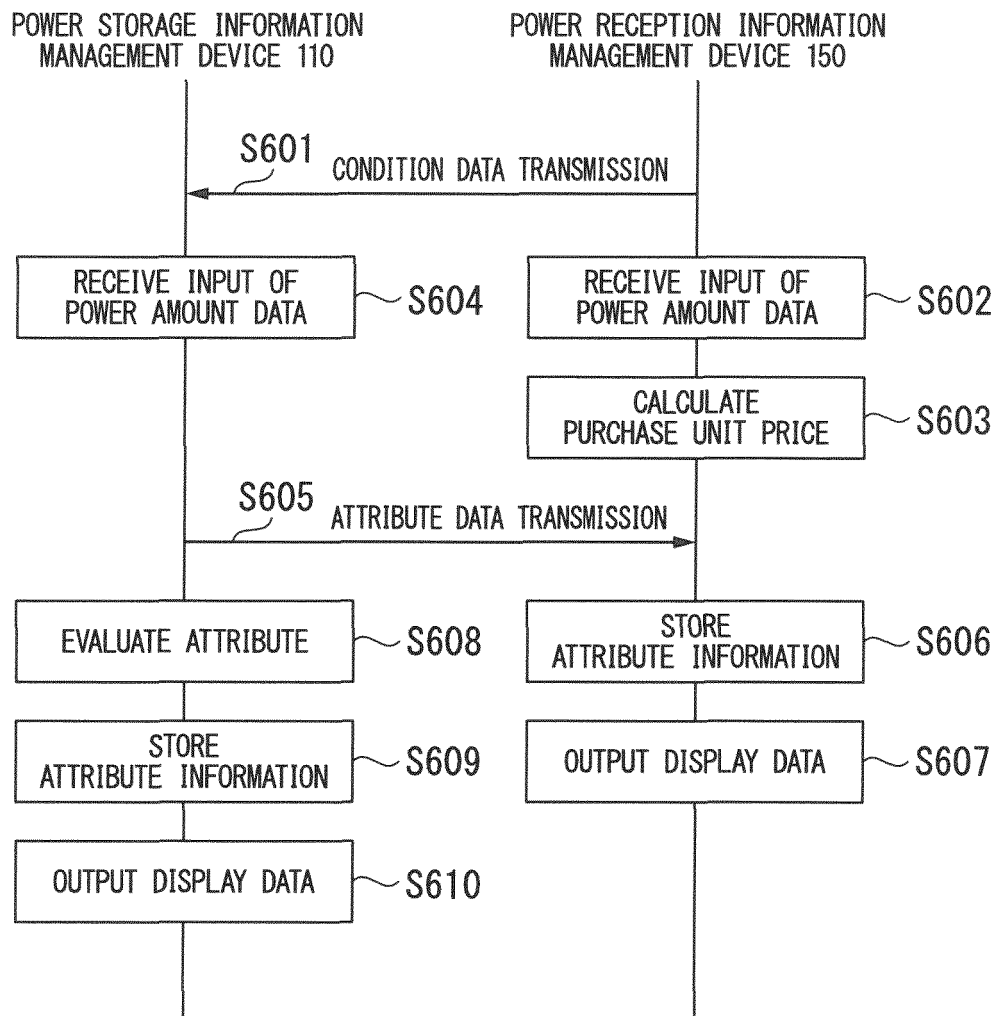 POWER STORAGE INFORMATION
MANAGEMENT DEVICE 110
POWER RECEPTION INFORMATION
MANAGEMENT DEVICE 150
S601
CONDITION DATA TRANSMISSION
RECEIVE INPUT OF
POWER AMOUNT DATA
S604
RECEIVE INPUT OF
POWER AMOUNT DATA
S602
CALCULATE
PURCHASE UNIT PRICE
S603
S605
ATTRIBUTE DATA TRANSMISSION
EVALUATE ATTRIBUTE
S608
STORE
ATTRIBUTE INFORMATION
S606
STORE
ATTRIBUTE INFORMATION
S609
OUTPUT DISPLAY DATA
S607
OUTPUT DISPLAY DATA
S610